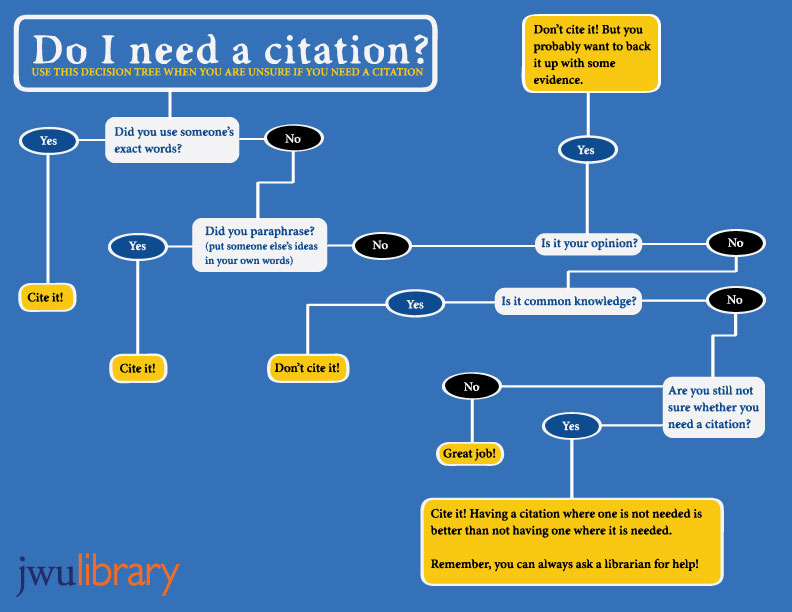 Do I need a citation?
USE THIS DECISION TREE WHEN YOU ARE UNSURE IF YOU NEED A CITATION
Don't cite it! But you
probably want to back
it up with some
evidence.
Yes
Did you use someone's
exact words?
No
Yes
Yes
Did you paraphrase?
(put someone else's ideas
in your own words)
No
Is it your opinion?
No
Cite it!
Yes
Is it common knowledge?
No
Cite it!
Don't cite it!
No
Are you still not
sure whether you
need a citation?
Yes
Great job!
Cite it! Having a citation where one is not needed is
better than not having one where it is needed.
Remember, you can always ask a librarian for help!
jwulibrary